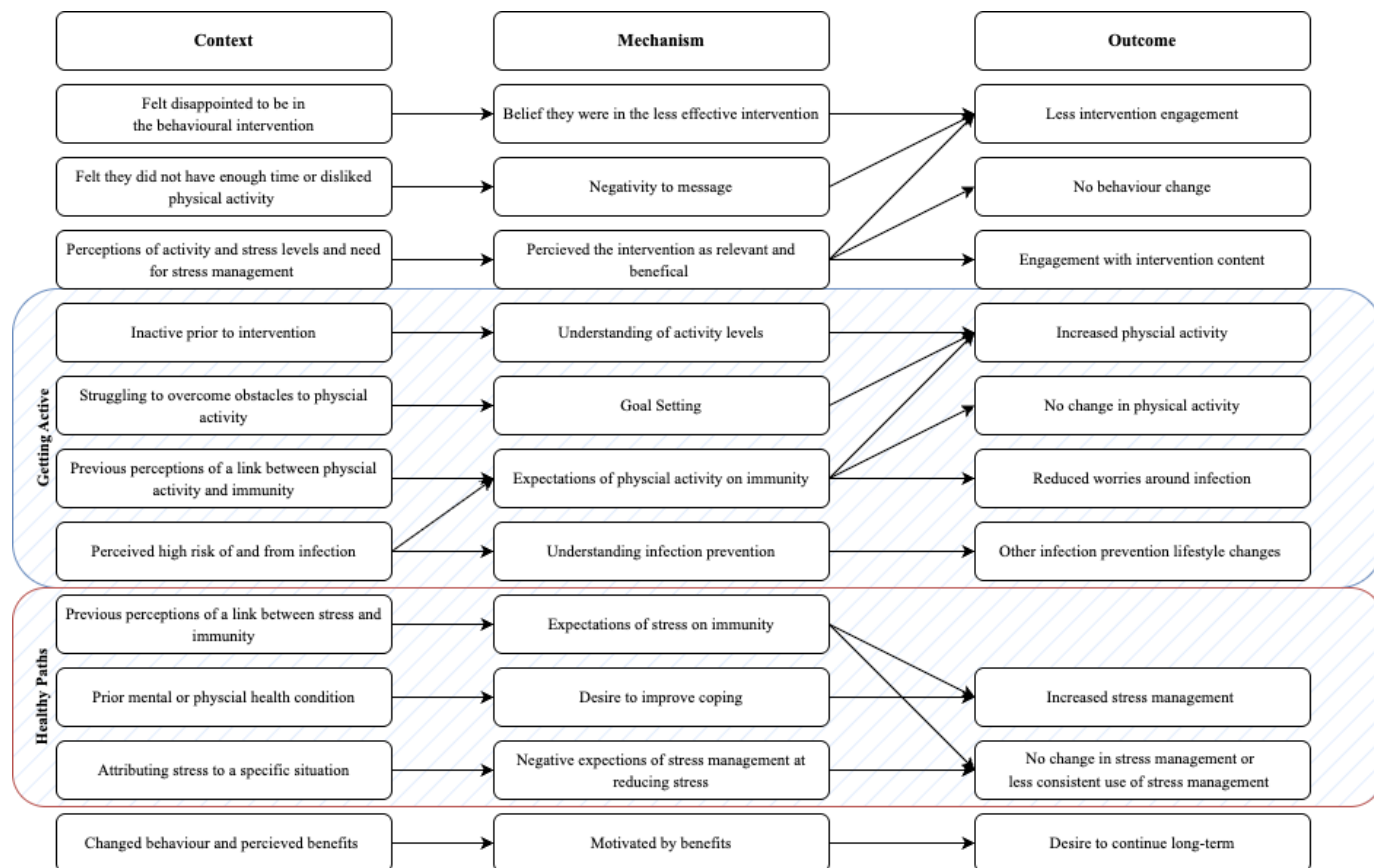 Context
Mechanism
Outcome
Felt disappointed to be in
the behavioural intervention
Belief they were in the less effective intervention
Less intervention engagement
Felt they did not have enough time or disliked
physical activity
Negativity to message
No behaviour change
Perceptions of activity and stress levels and need
for stress management
Percieved the intervention as relevant and
benefical
Engagement with intervention content
Getting Active
Inactive prior to intervention
Understanding of activity levels
Increased physcial activity
Struggling to overcome obstacles to physcial
activity
Goal Setting
No change in physical activity
Previous perceptions of a link between physcial
activity and immunity
Expectations of physcial activity on immunity
Reduced worries around infection
Perceived high risk of and from infection
Understanding infection prevention
Other infection prevention lifestyle changes
Healthy Paths
Previous perceptions of a link between stress and
immunity
Expectations of stress on immunity
Prior mental or physcial health condition
Desire to improve coping
Increased stress management
Attributing stress to a specific situation
Negative expections of stress management at
reducing stress
No change in stress management or
less consistent use of stress management
Changed behaviour and percieved benefits
Motivated by benefits
Desire to continue long-term